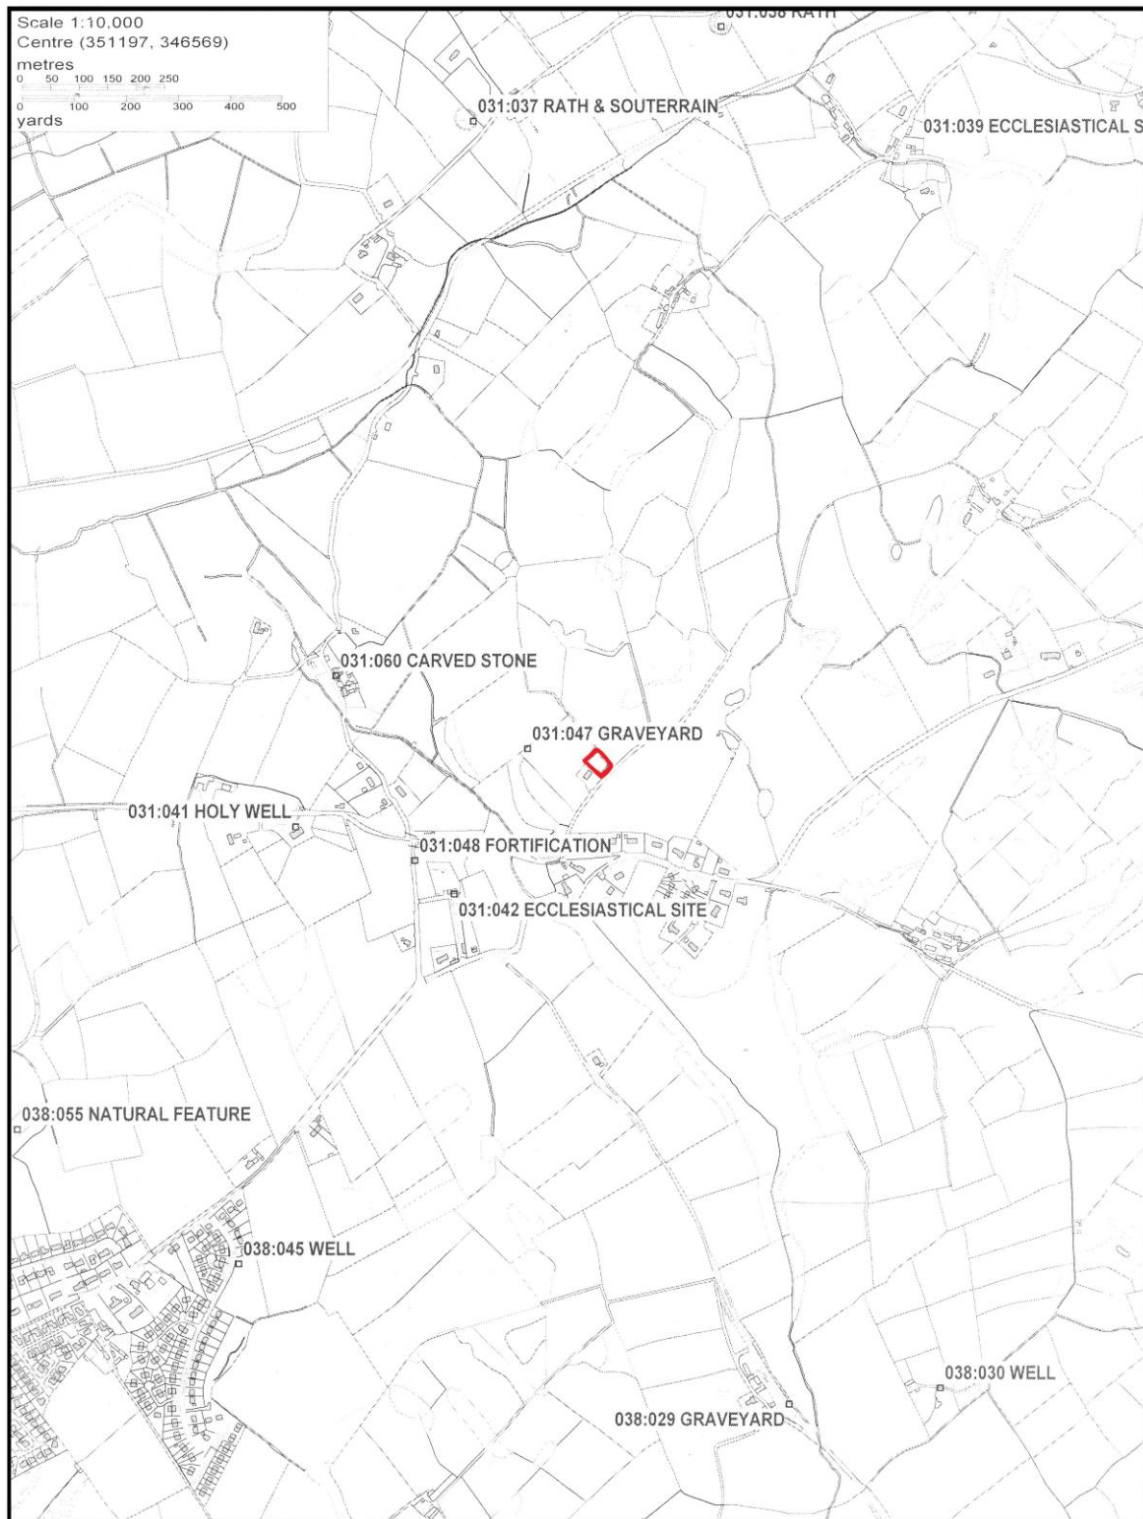 Scale 1:10,000
Centre (351197, 346569)
metres
0 50 100 150 200 250
0 100 200 300 400 500
yards
031:038 RATH
031:037 RATH & SOUTERRAIN
031:039 ECCLESIASTICAL S
031:060 CARVED STONE
031:047 GRAVEYARD
031:041 HOLY WELL
031:048 FORTIFICATION
031:042 ECCLESIASTICAL SITE
038:055 NATURAL FEATURE
038:045 WELL
038:030 WELL
038:029 GRAVEYARD